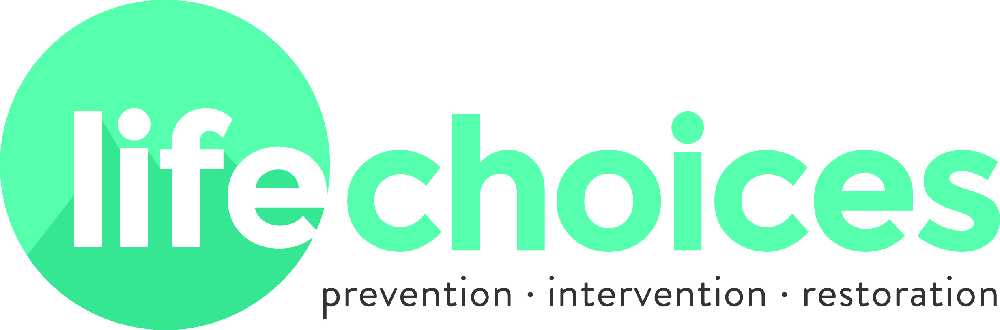 lifechoices
prevention · intervention · restoration